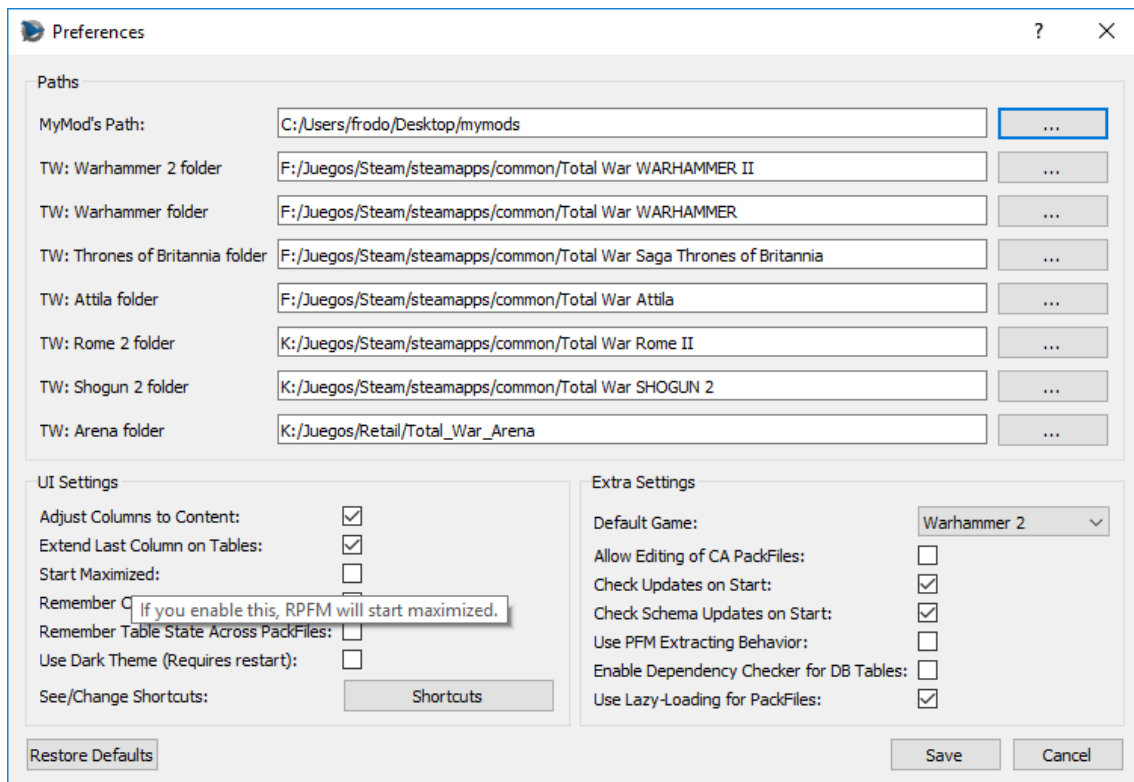 Preferences
Paths
MyMod's Path: C:/Users/frodo/Desktop/mymods ...
TW: Warhammer 2 folder F:/Juegos/Steam/steamapps/common/Total War WARHAMMER II ...
TW: Warhammer folder F:/Juegos/Steam/steamapps/common/Total War WARHAMMER ...
TW: Thrones of Britannia folder F:/Juegos/Steam/steamapps/common/Total War Saga Thrones of Britannia ...
TW: Attila folder F:/Juegos/Steam/steamapps/common/Total War Attila ...
TW: Rome 2 folder K:/Juegos/Steam/steamapps/common/Total War Rome II ...
TW: Shogun 2 folder K:/Juegos/Steam/steamapps/common/Total War SHOGUN 2 ...
TW: Arena folder K:/Juegos/Retail/Total_War_Arena ...
UI Settings
Adjust Columns to Content:
Extend Last Column on Tables:
Start Maximized:
Remember
If you enable this, RPFM will start maximized.
Remember Table State Across PackFiles:
Use Dark Theme (Requires restart):
See/Change Shortcuts: Shortcuts
Extra Settings
Default Game: Warhammer 2
Allow Editing of CA PackFiles:
Check Updates on Start:
Check Schema Updates on Start:
Use PFM Extracting Behavior:
Enable Dependency Checker for DB Tables:
Use Lazy-Loading for PackFiles:
Restore Defaults
Save
Cancel